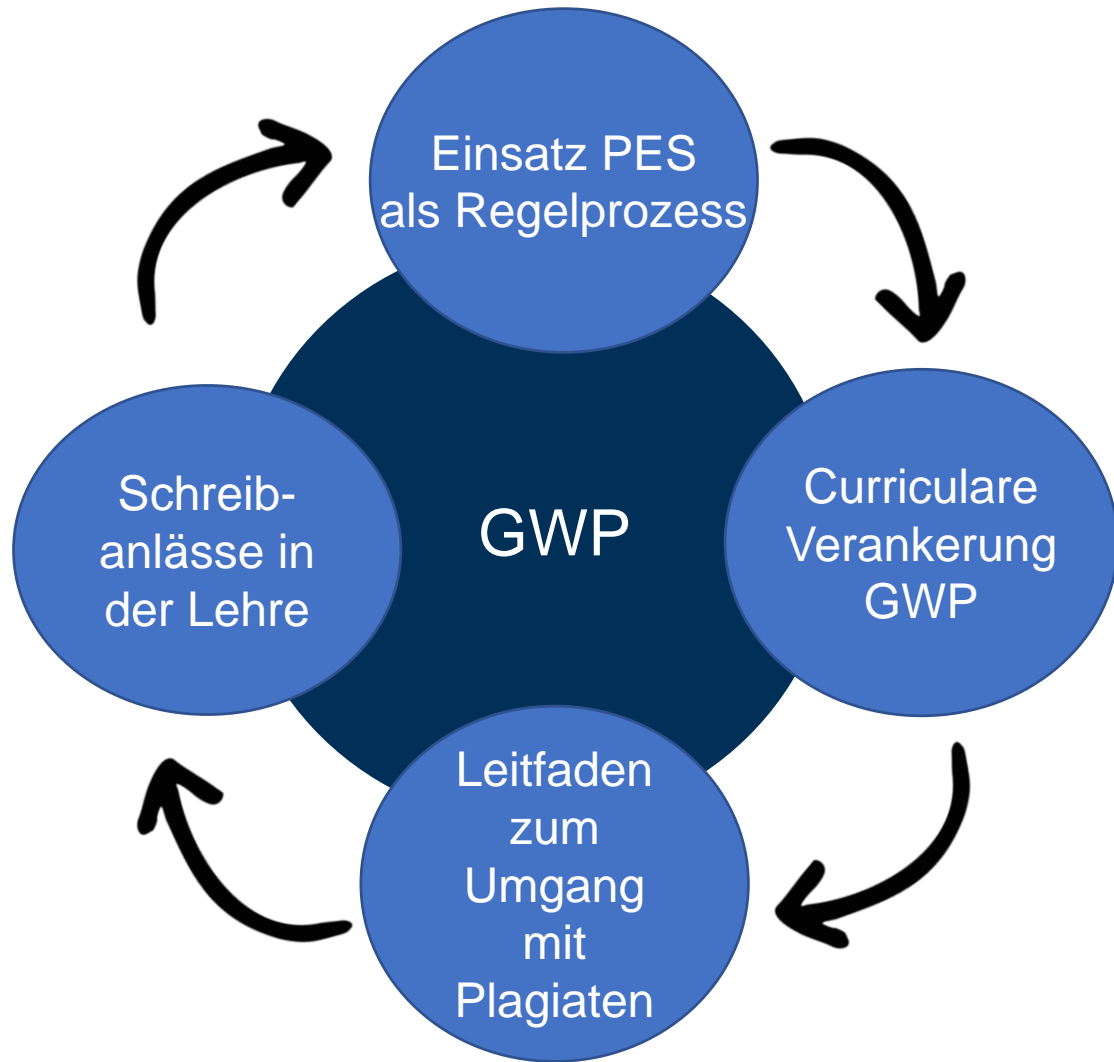 Einsatz PES
als Regelprozess
Schreib-
anlässe in
der Lehre
GWP
Curriculare
Verankerung
GWP
Leitfaden
zum
Umgang
mit
Plagiaten